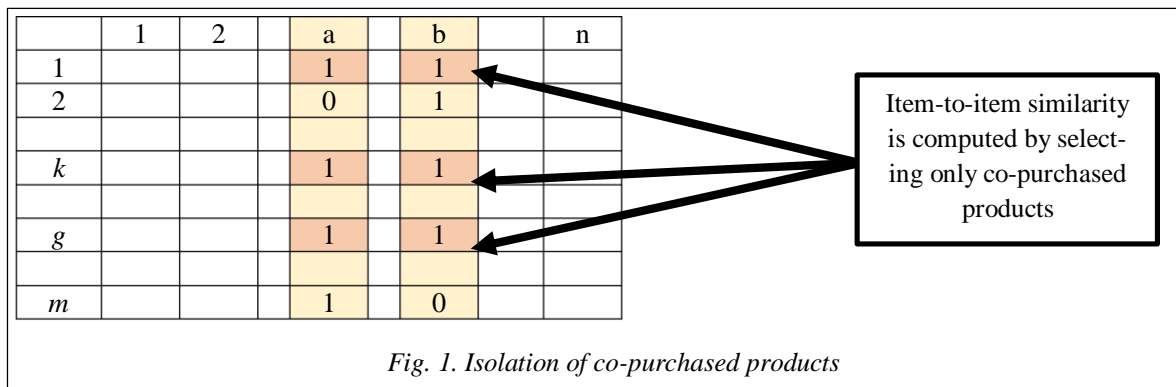 1 2 a b n
1 1 1
2 0 1
k 1 1
g 1 1
m 1 0
Item-to-item similarity
is computed by select-
ing only co-purchased
products
Fig. 1. Isolation of co-purchased products